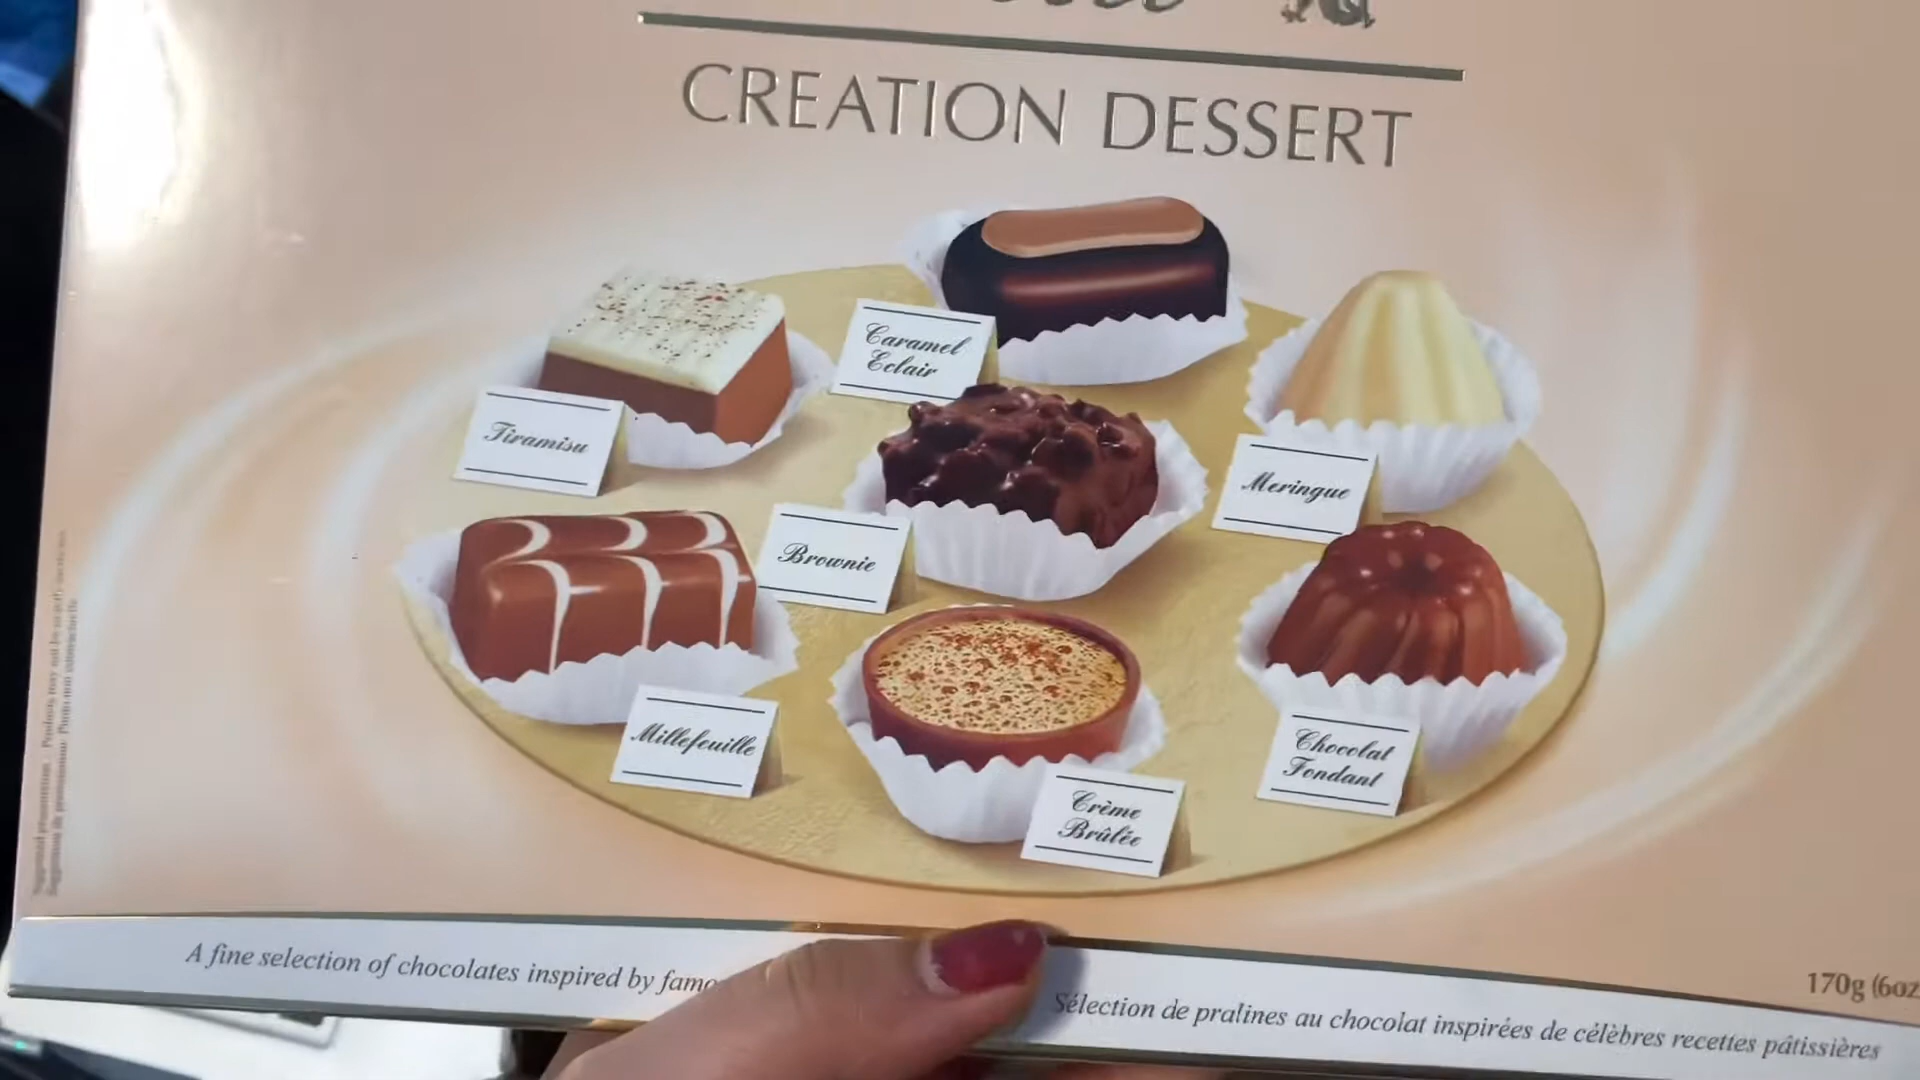 CREATION DESSERT
Caramel
Eclair
Tiramisu
Meringue
Brownie
Millefeuille
Chocolat
Fondant
Crème
Brûlée
A fine selection of chocolates inspired by
Sélection de pralines au chocolat inspirées de célèbres recettes pâtissières
170g (6oz